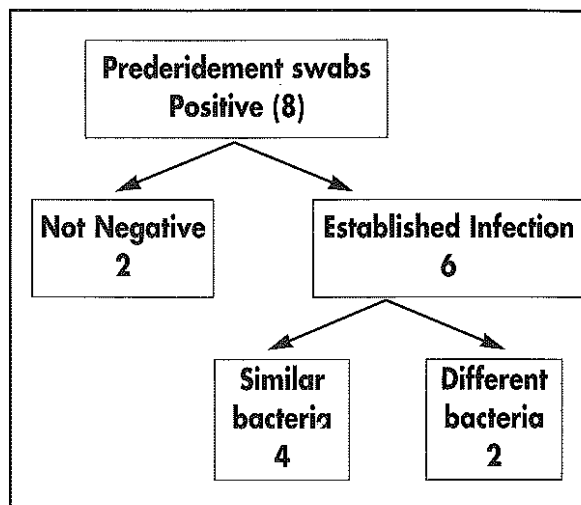 Prederidement swabs
Positive (8)
Not Negative
2
Established Infection
6
Similar
bacteria
4
Different
bacteria
2